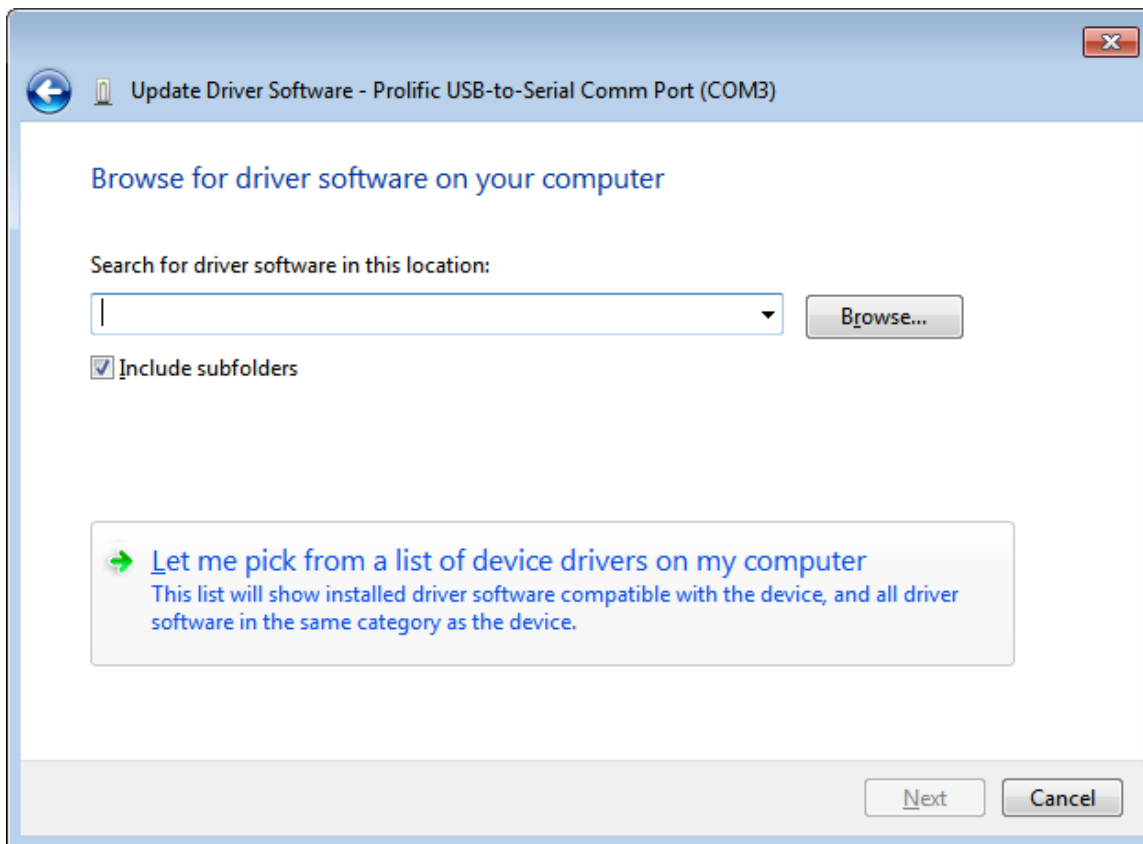 Update Driver Software - Prolific USB-to-Serial Comm Port (COM3)
Browse for driver software on your computer
Search for driver software in this location:
Browse...
Include subfolders
Let me pick from a list of device drivers on my computer
This list will show installed driver software compatible with the device, and all driver
software in the same category as the device.
Next
Cancel